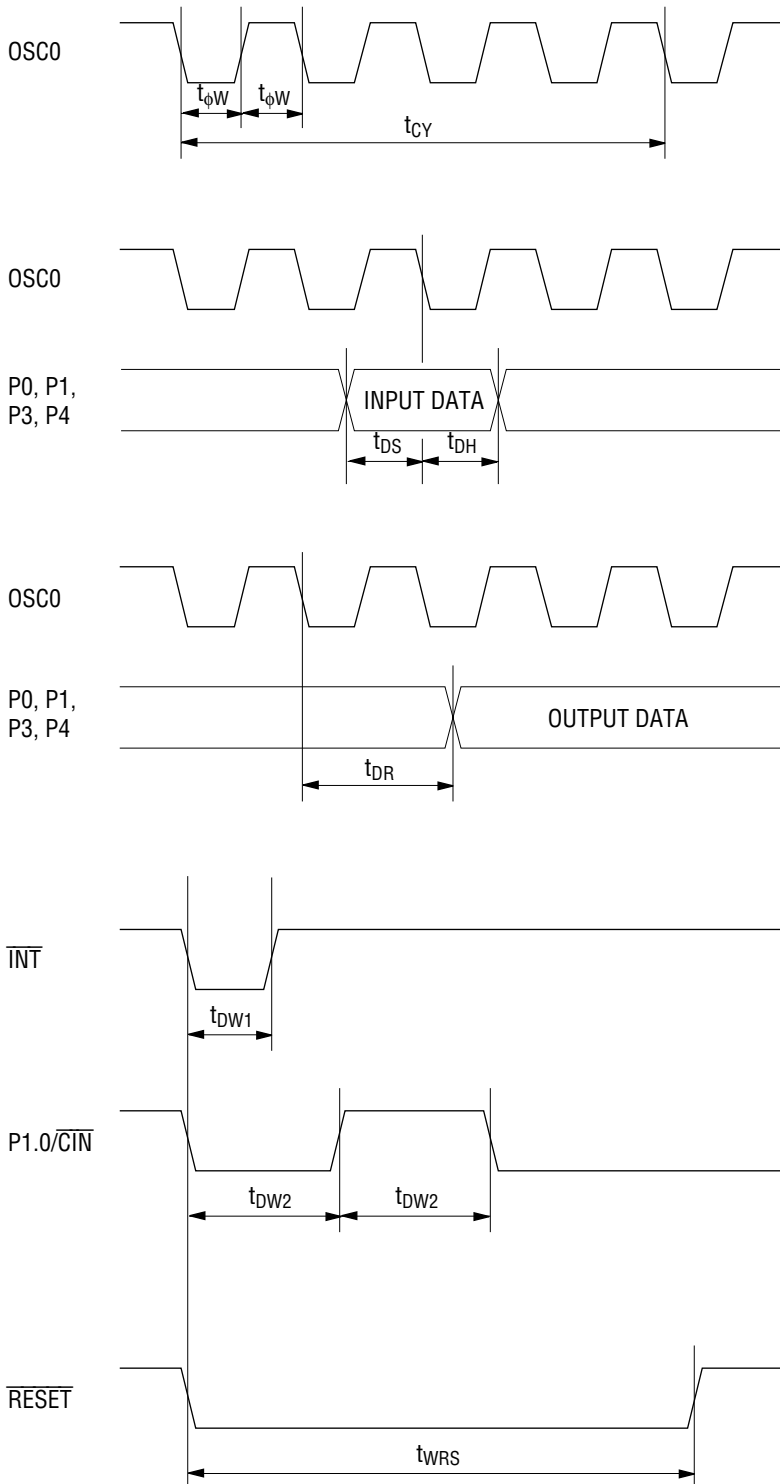 OSC0
tϕW tϕW
tCY
OSC0
P0, P1,
P3, P4
INPUT DATA
tDS tDH
OSC0
P0, P1,
P3, P4
OUTPUT DATA
tDR
INT
tDW1
P1.0/CIN
tDW2 tDW2
RESET
tWRS